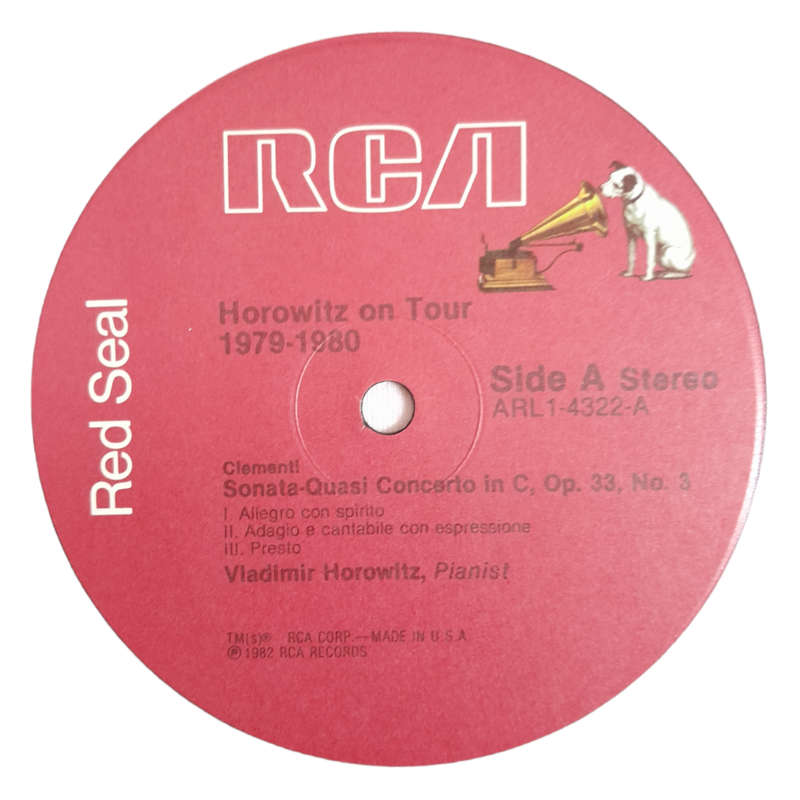 RCA
Red Seal
Horowitz on Tour
1979-1980
Side A Stereo
ARL1-4322-A
Clementi
Sonata-Quasi Concerto in C, Op. 33, No. 3
I. Allegro con spirito
II. Adagio e cantabile con espressione
III. Presto
Vladimir Horowitz, Pianist
TM(s)® RCA CORP.—MADE IN U.S.A.
℗ 1982 RCA RECORDS